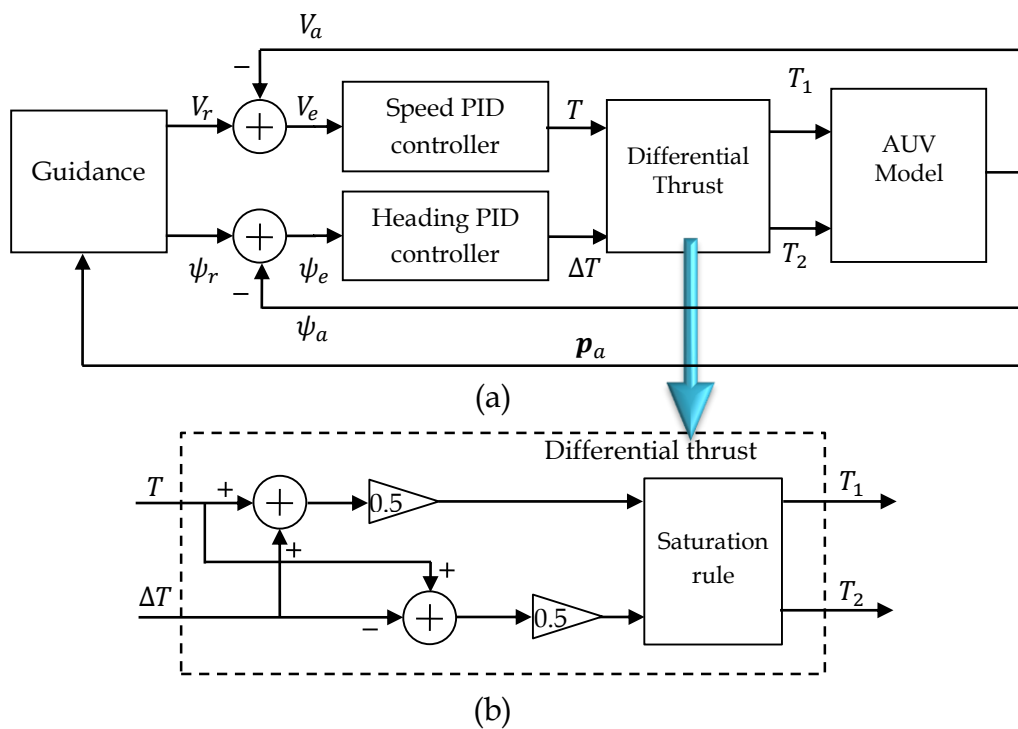 V_a
−
V_r
+
V_e
Speed PID
controller
T
T_1
Guidance
Differential
Thrust
AUV
Model
+
Heading PID
controller
ψ_r
ψ_e
ΔT
T_2
−
ψ_a
p_a
(a)
Differential thrust
T
+
+
0.5
T_1
+
Saturation
rule
+
ΔT
−
+
0.5
T_2
(b)